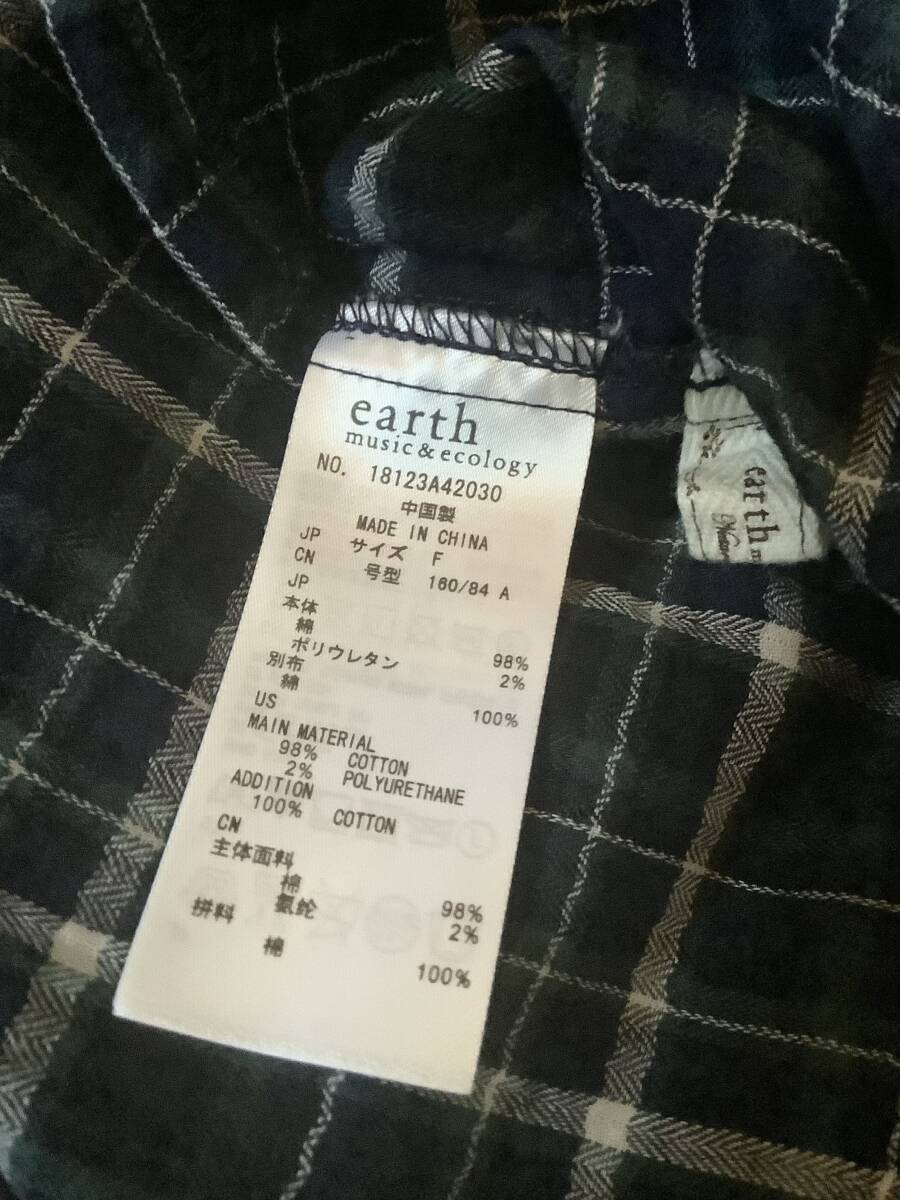 earth
music&ecology
NO. 18123A42030
中国製
MADE IN CHINA
JP サイズ F
CN 号型 160/84 A
JP
本体
綿 98%
ポリウレタン 2%
別布
綿 100%
US
MAIN MATERIAL
98% COTTON
2% POLYURETHANE
ADDITION
100% COTTON
CN
主体面料
棉 98%
氨纶 2%
拼料
棉 100%
earth